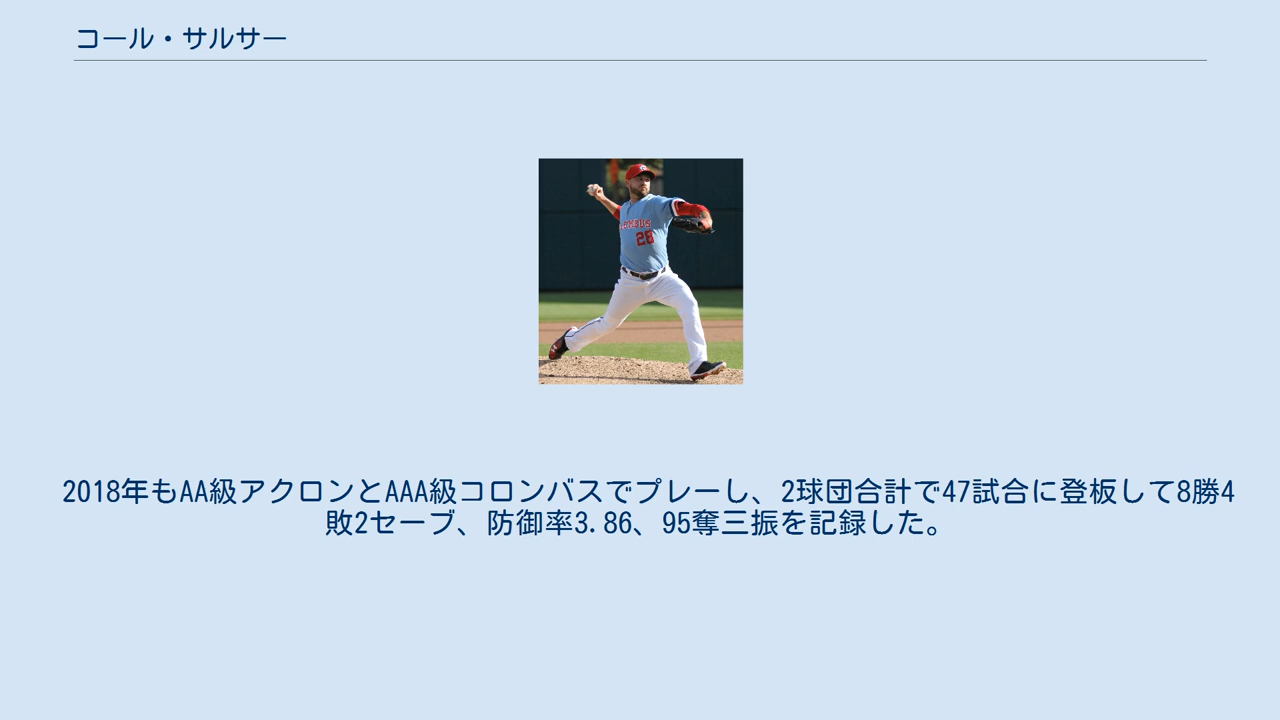 コール・サルサー
28
2018年もAA級アクロンとAAA級コロンバスでプレーし、2球団合計で47試合に登板して8勝4
敗2セーブ、防御率3.86、95奪三振を記録した。